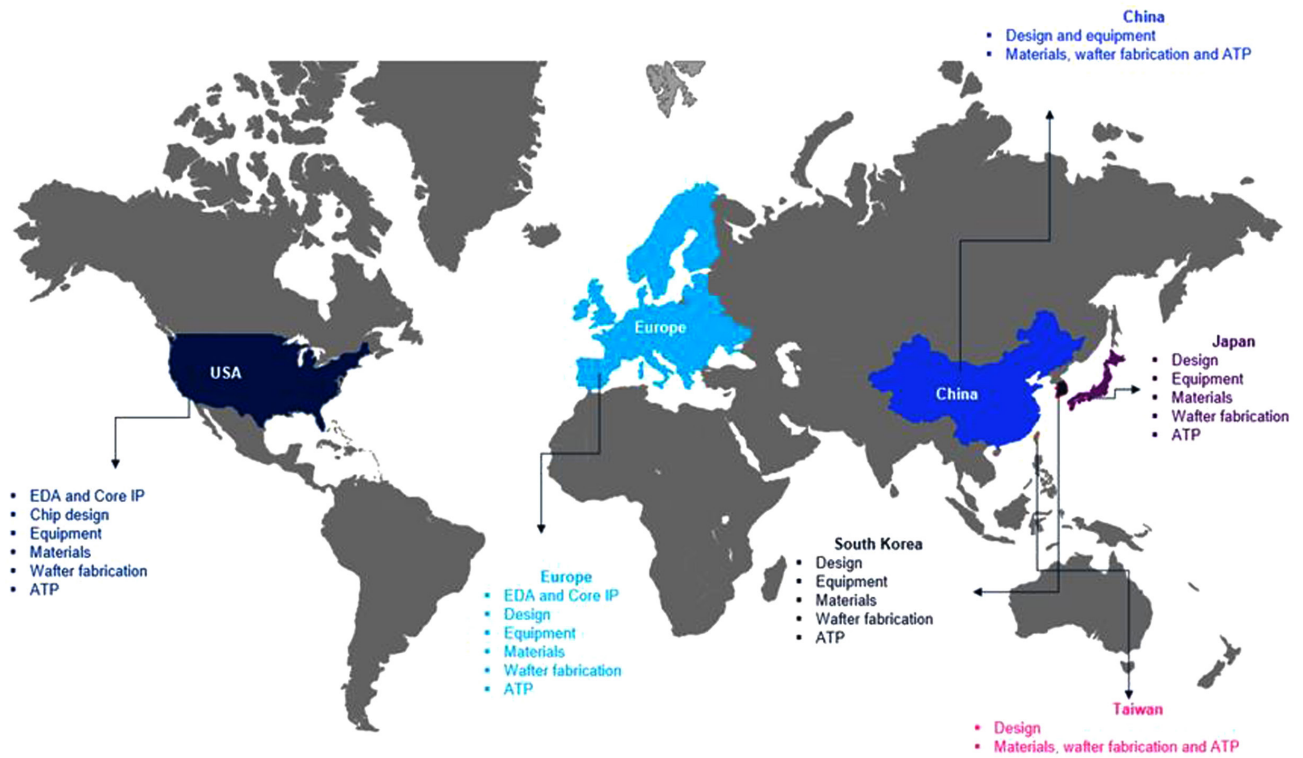 China
▪ Design and equipment
▪ Materials, wafter fabrication and ATP
Europe
USA
China
Japan
▪ Design
▪ Equipment
▪ Materials
▪ Wafter fabrication
▪ ATP
▪ EDA and Core IP
▪ Chip design
▪ Equipment
▪ Materials
▪ Wafter fabrication
▪ ATP
Europe
▪ EDA and Core IP
▪ Design
▪ Equipment
▪ Materials
▪ Wafter fabrication
▪ ATP
South Korea
▪ Design
▪ Equipment
▪ Materials
▪ Wafter fabrication
▪ ATP
Taiwan
▪ Design
▪ Materials, wafter fabrication and ATP